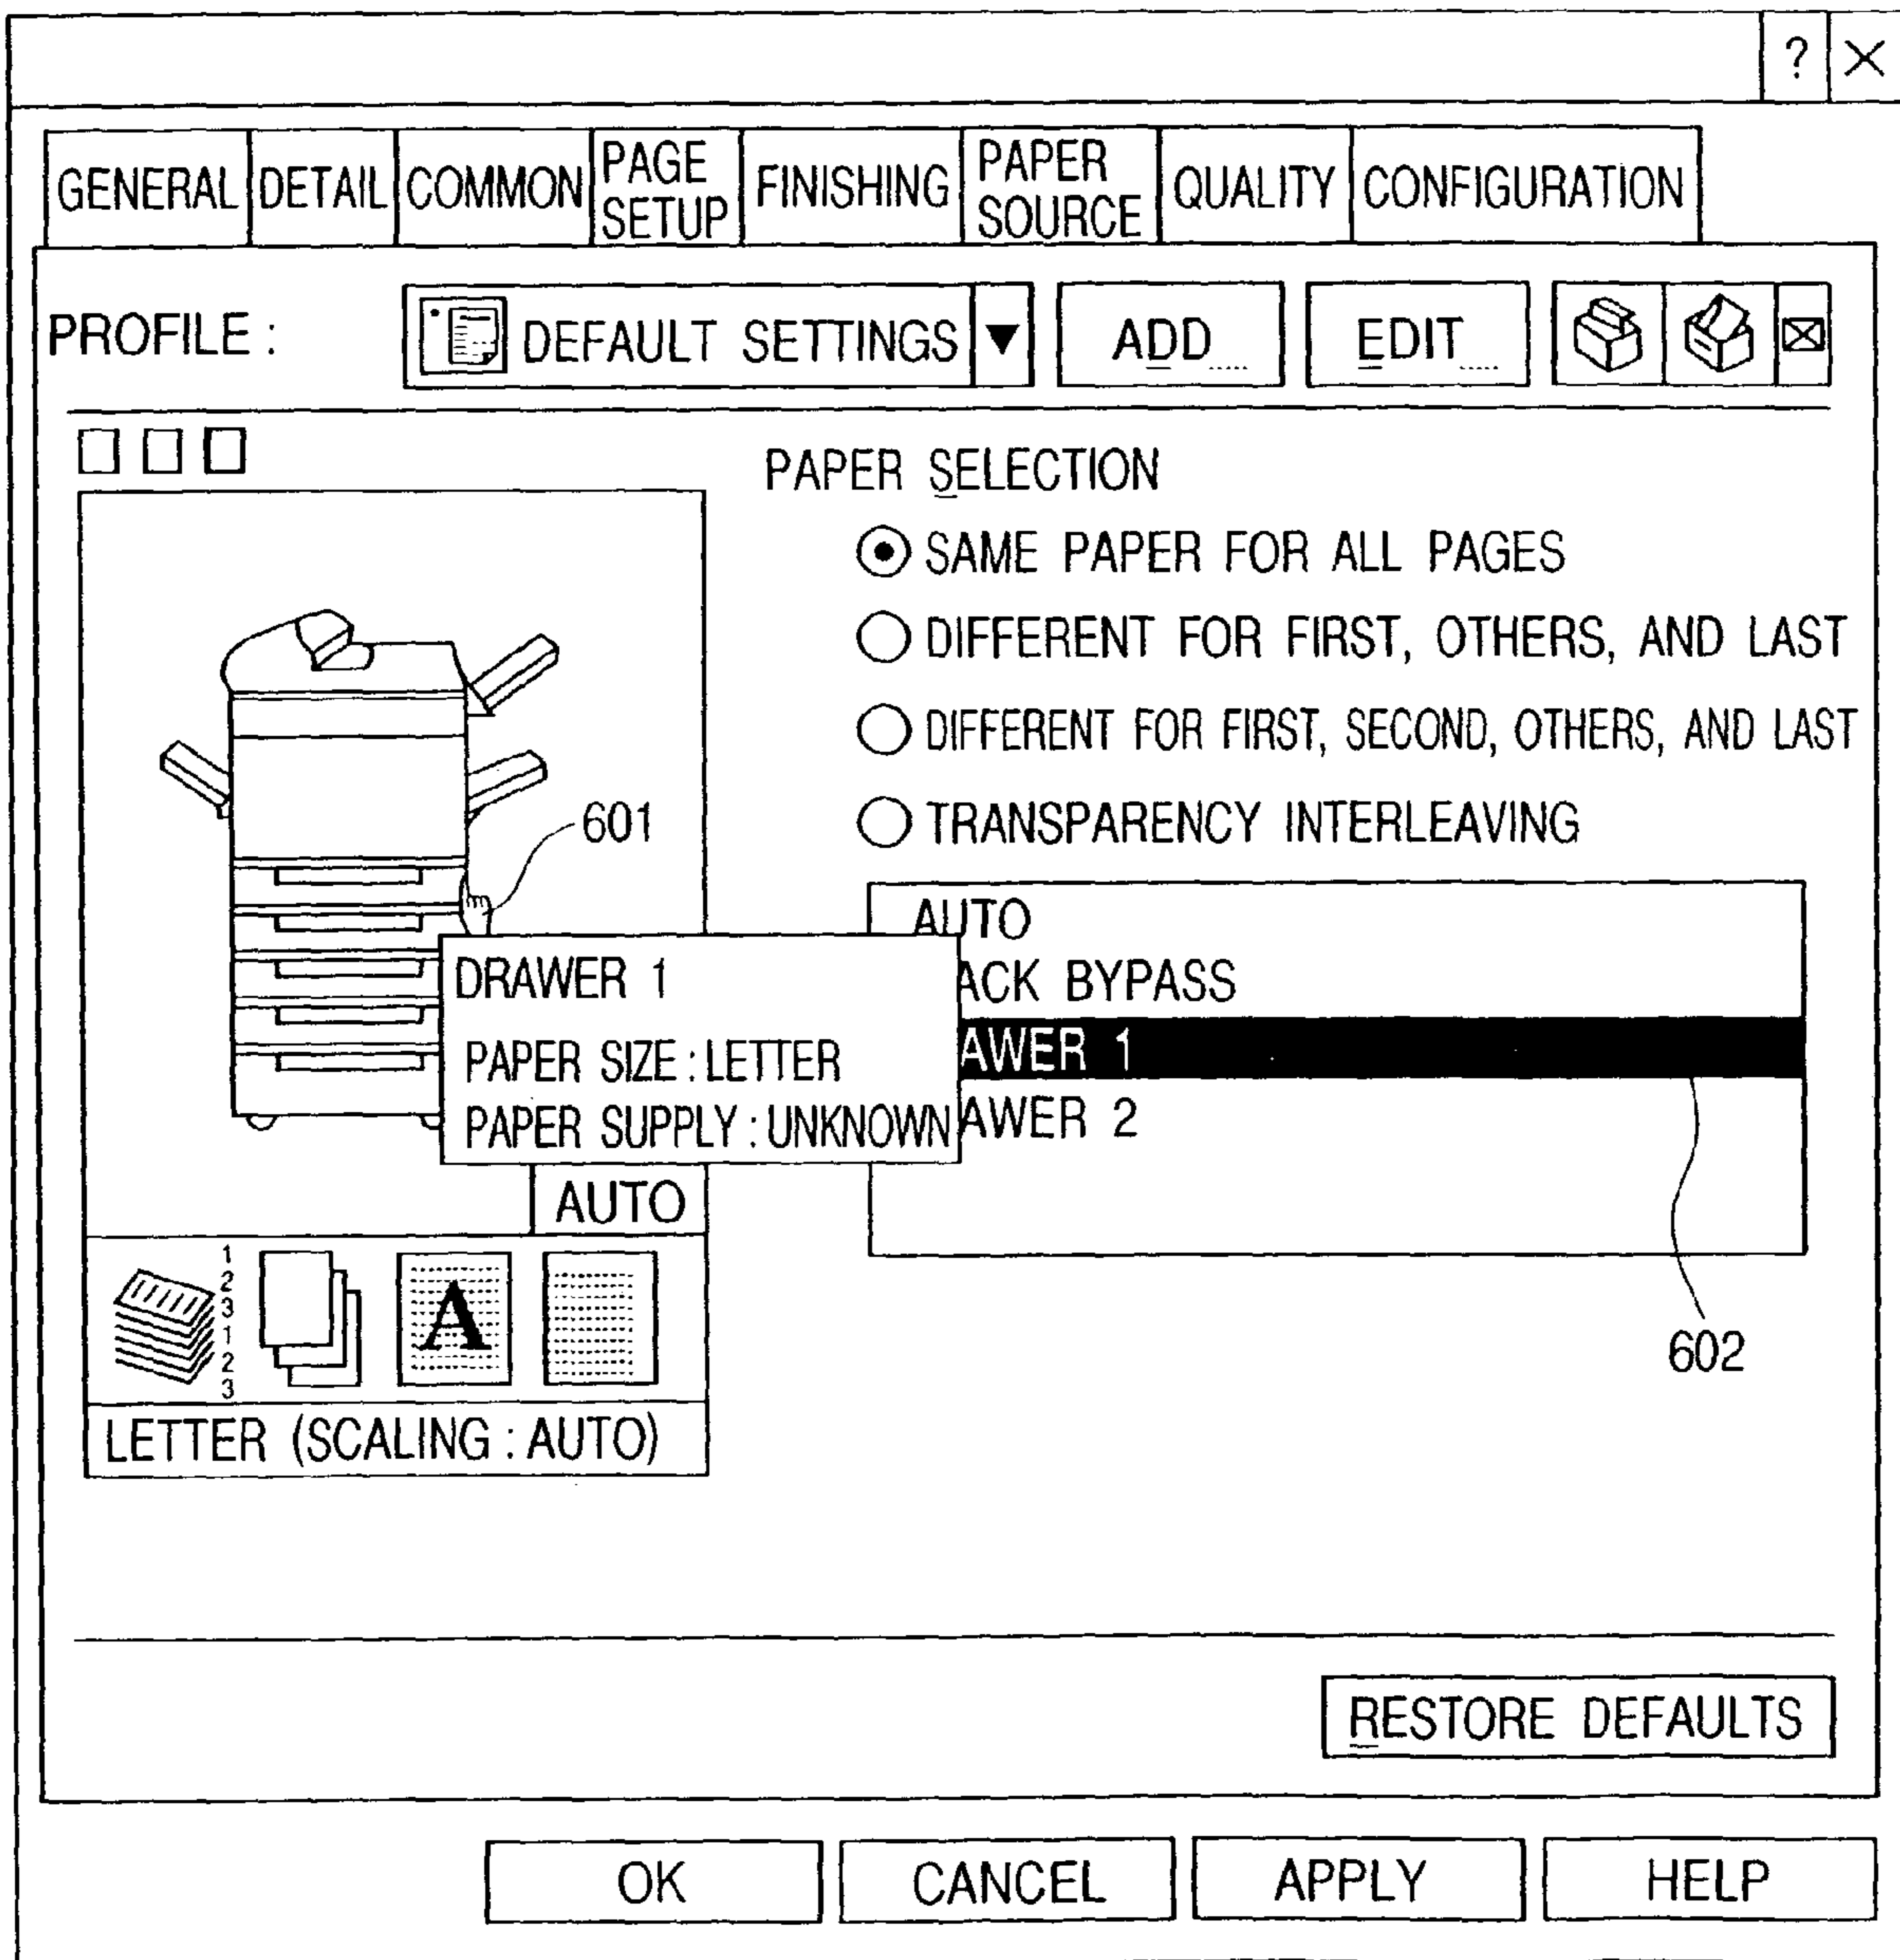 ?
GENERAL DETAIL COMMON PAGE SETUP FINISHING PAPER SOURCE QUALITY CONFIGURATION
PROFILE : DEFAULT SETTINGS ▼ ADD .... EDIT ....
PAPER SELECTION
SAME PAPER FOR ALL PAGES
DIFFERENT FOR FIRST, OTHERS, AND LAST
DIFFERENT FOR FIRST, SECOND, OTHERS, AND LAST
TRANSPARENCY INTERLEAVING
601
AUTO
ACK BYPASS
AWER 1
AWER 2
DRAWER 1
PAPER SIZE : LETTER
PAPER SUPPLY : UNKNOWN
AUTO
602
1
2
3
1
2
3
A
LETTER (SCALING : AUTO)
RESTORE DEFAULTS
OK CANCEL APPLY HELP